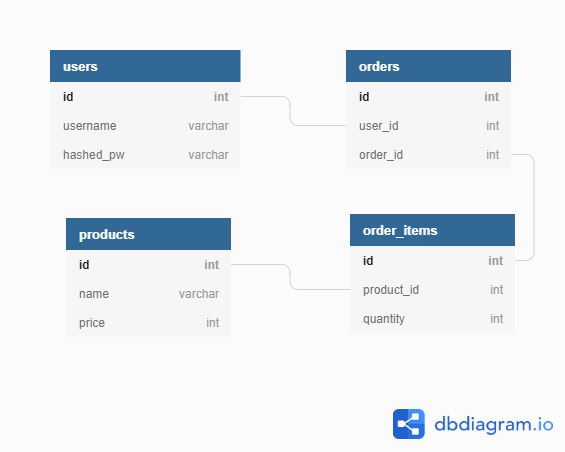 users
id int
username varchar
hashed_pw varchar
orders
id int
user_id int
order_id int
products
id int
name varchar
price int
order_items
id int
product_id int
quantity int
dbdiagram.io